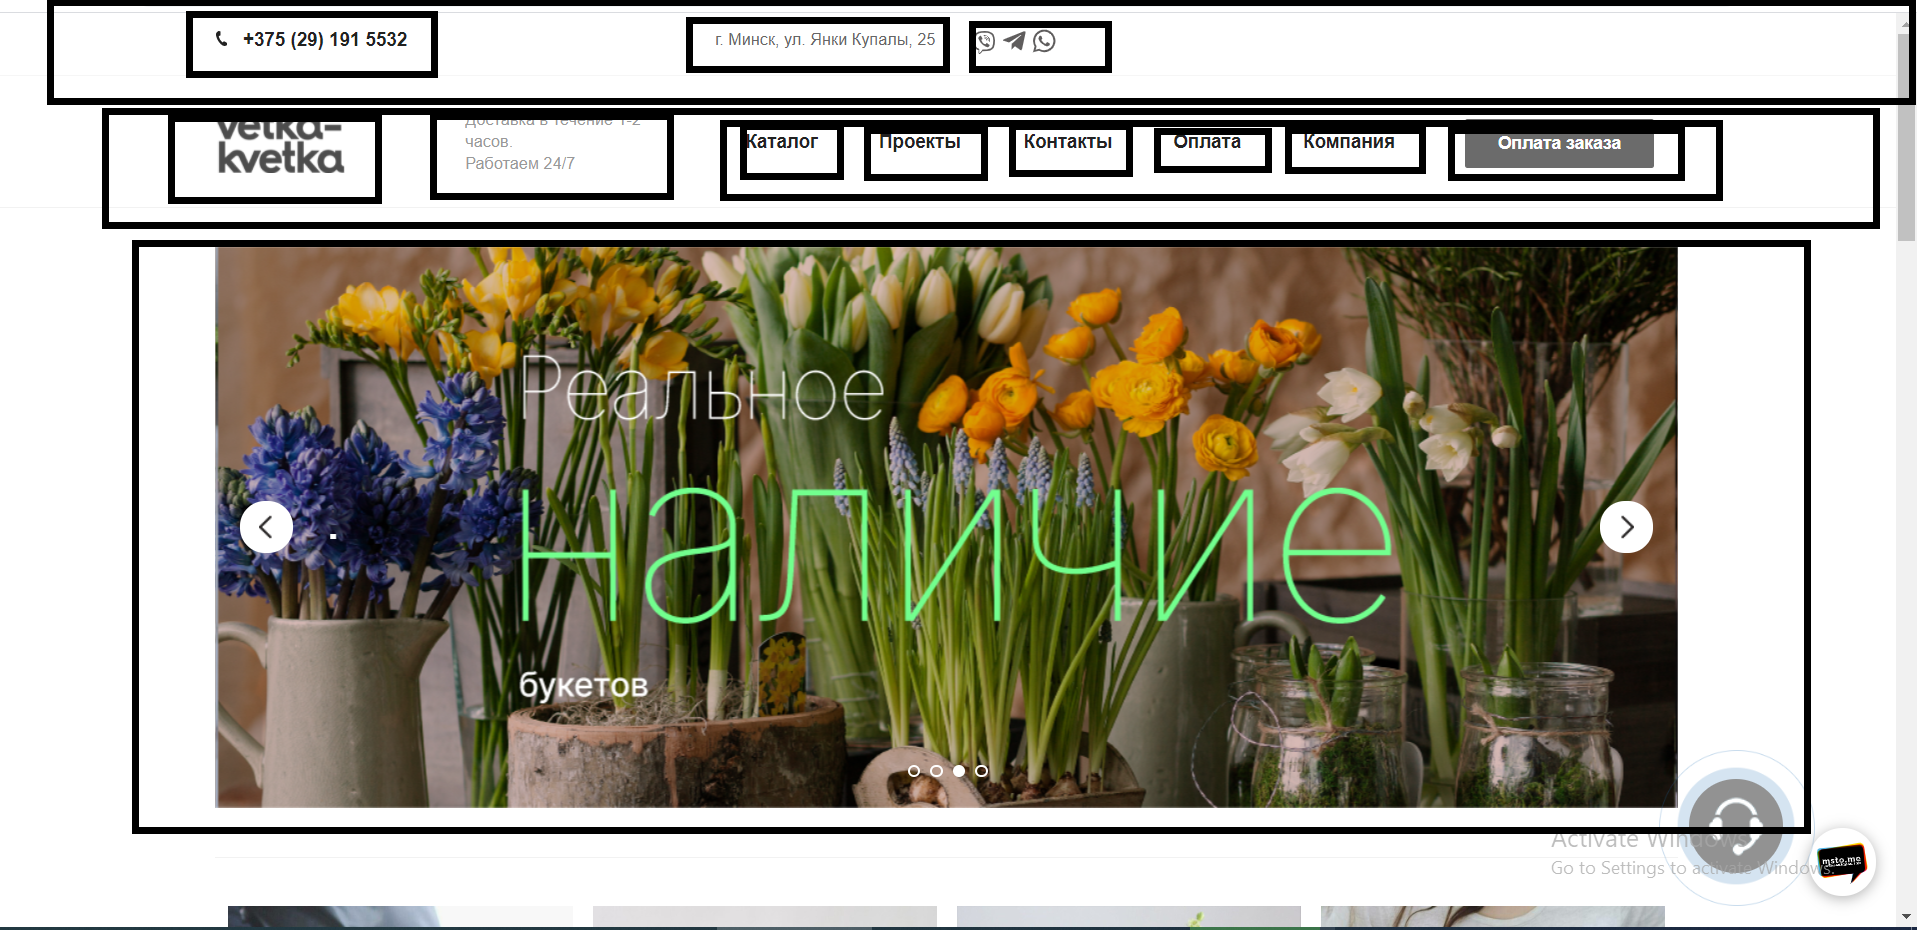 +375 (29) 191 5532
г. Минск, ул. Янки Купалы, 25
vetka-
kvetka
Доставка в течение 1-2
часов.
Работаем 24/7
Каталог
Проекты
Контакты
Оплата
Компания
Оплата заказа
Реальное
наличие
букетов
Activate Windows
Go to Settings to activate Windows.
msto.me